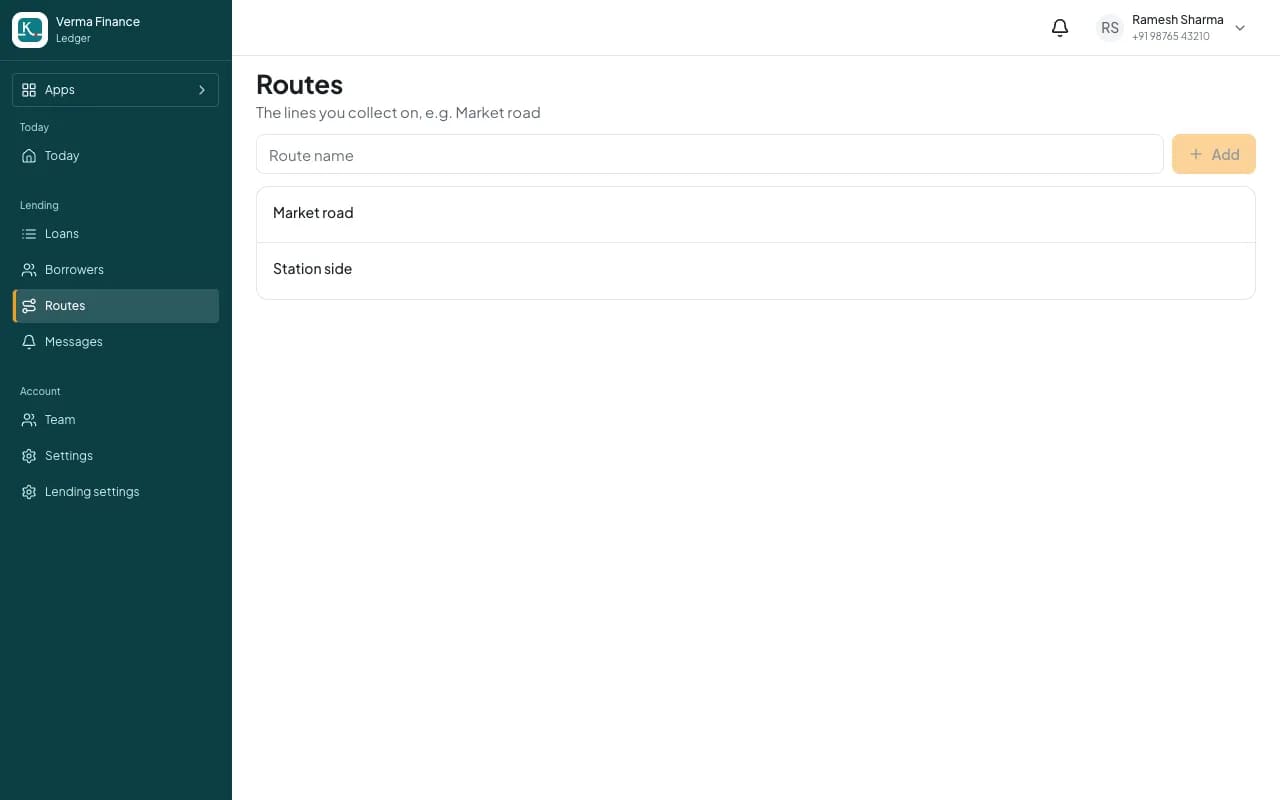 K
Verma Finance
Ledger
RS
Ramesh Sharma
+91 98765 43210
Apps
Today
Today
Lending
Loans
Borrowers
Routes
Messages
Account
Team
Settings
Lending settings
Routes
The lines you collect on, e.g. Market road
Route name
+ Add
Market road
Station side